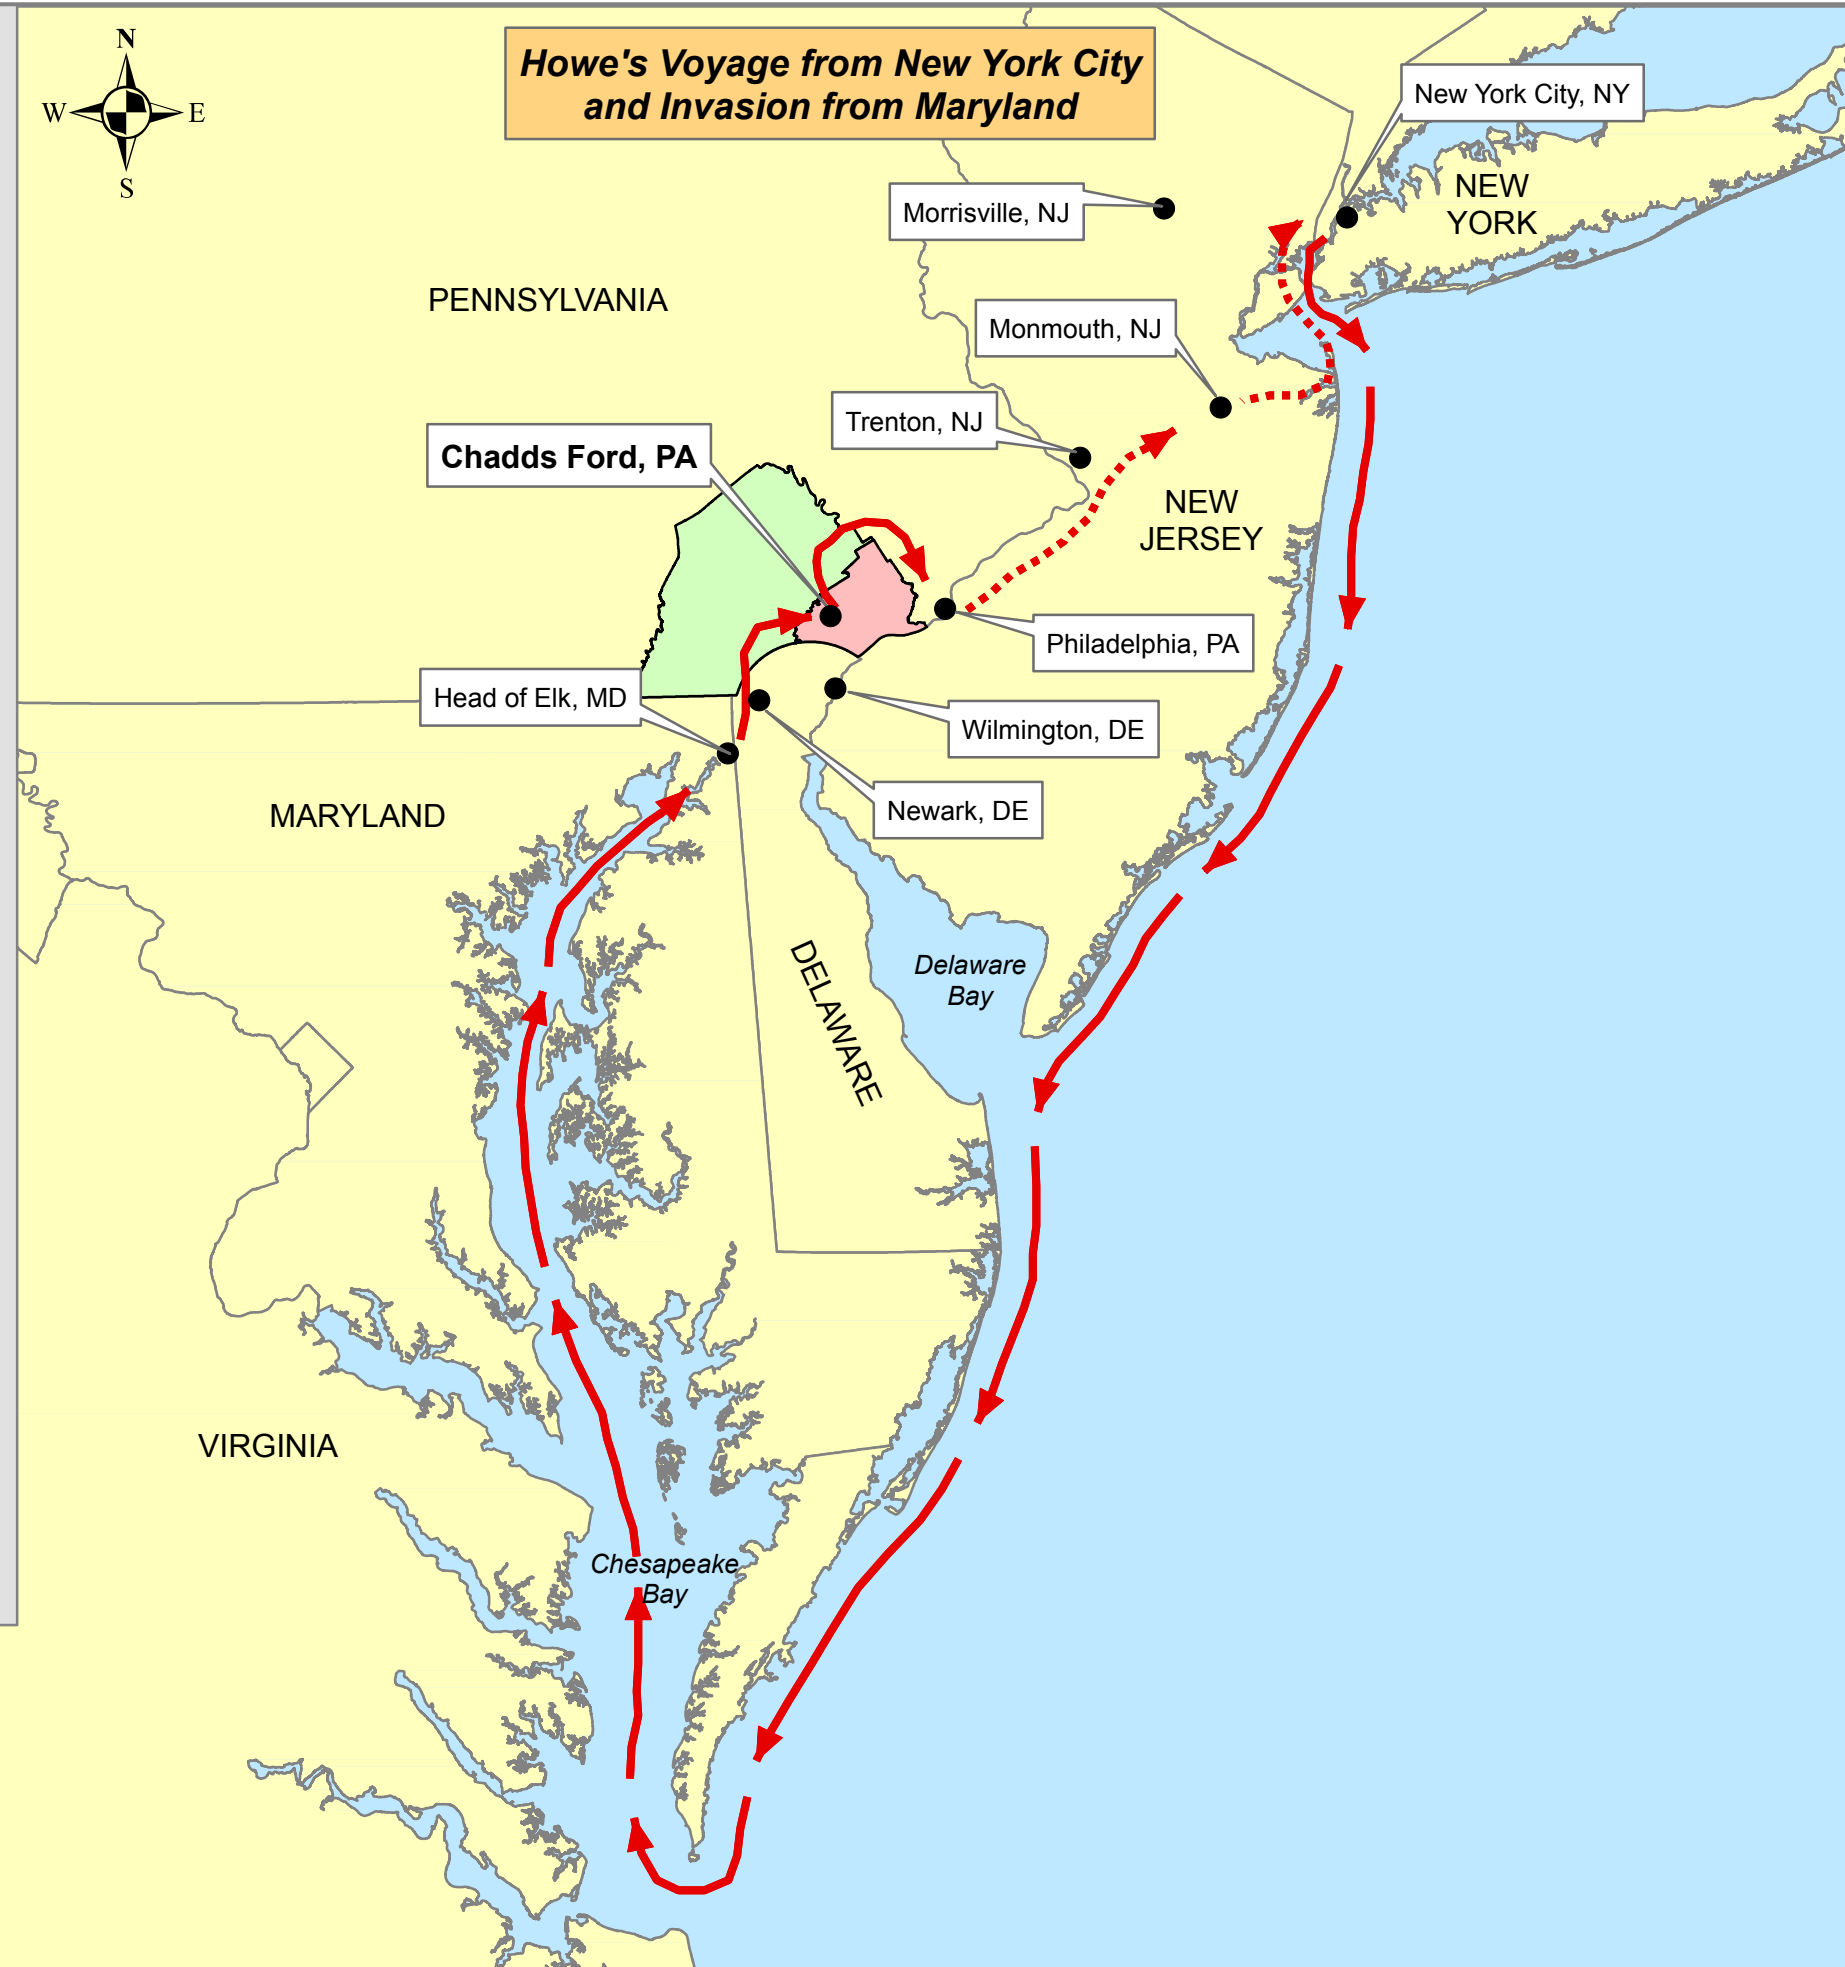 N
W
E
S
Howe's Voyage from New York City
and Invasion from Maryland
New York City, NY
NEW
YORK
Morrisville, NJ
PENNSYLVANIA
Monmouth, NJ
Trenton, NJ
Chadds Ford, PA
NEW
JERSEY
Philadelphia, PA
Head of Elk, MD
Wilmington, DE
Newark, DE
MARYLAND
DELAWARE
Delaware
Bay
VIRGINIA
Chesapeake
Bay